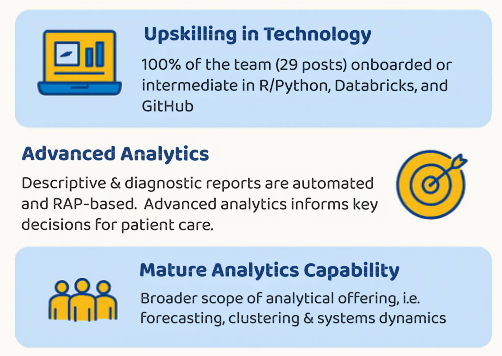 Upskilling in Technology
100% of the team (29 posts) onboarded or
intermediate in R/Python, Databricks, and
GitHub
Advanced Analytics
Descriptive & diagnostic reports are automated
and RAP-based. Advanced analytics informs key
decisions for patient care.
Mature Analytics Capability
Broader scope of analytical offering, i.e.
forecasting, clustering & systems dynamics